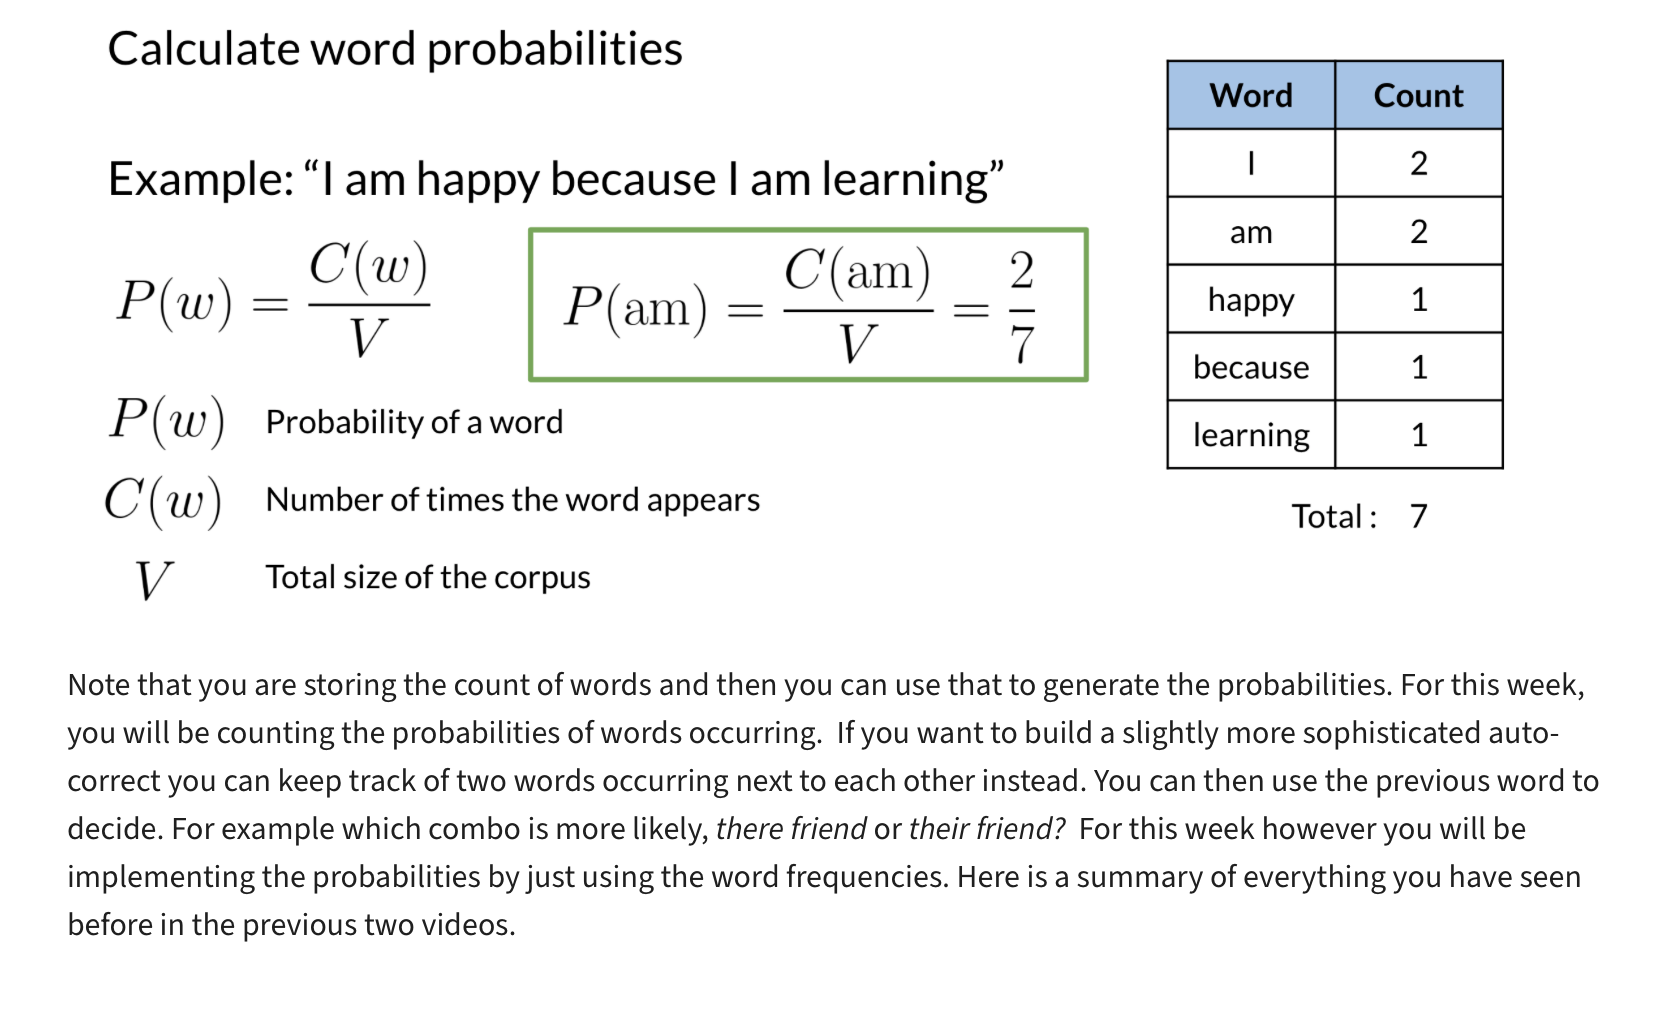 Calculate word probabilities
Example: “I am happy because I am learning”
P(w) = C(w) / V
P(am) = C(am) / V = 2 / 7
P(w) Probability of a word
C(w) Number of times the word appears
V Total size of the corpus
Word Count
I 2
am 2
happy 1
because 1
learning 1
Total : 7
Note that you are storing the count of words and then you can use that to generate the probabilities. For this week,
you will be counting the probabilities of words occurring.  If you want to build a slightly more sophisticated auto-
correct you can keep track of two words occurring next to each other instead. You can then use the previous word to
decide. For example which combo is more likely, there friend or their friend?  For this week however you will be
implementing the probabilities by just using the word frequencies. Here is a summary of everything you have seen
before in the previous two videos.